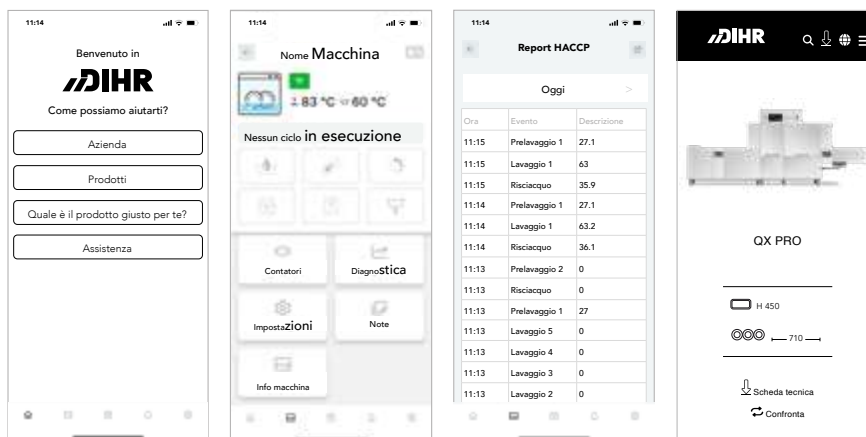 11:14
Benvenuto in
DIHR
Come possiamo aiutarti?
Azienda
Prodotti
Quale è il prodotto giusto per te?
Assistenza
11:14
Nome Macchina
83 °C 60 °C
Nessun ciclo in esecuzione
Contatori
Diagnostica
Impostazioni
Note
Info macchina
11:14
Report HACCP
Oggi >
Ora Evento Descrizione
11:15 Prelavaggio 1 27.1
11:15 Lavaggio 1 63
11:15 Risciacquo 35.9
11:14 Prelavaggio 1 27.1
11:14 Lavaggio 1 63.2
11:14 Risciacquo 36.1
11:13 Prelavaggio 2 0
11:13 Risciacquo 0
11:13 Prelavaggio 1 27
11:13 Lavaggio 5 0
11:13 Lavaggio 4 0
11:13 Lavaggio 3 0
11:13 Lavaggio 2 0
DIHR
QX PRO
H 450
710
Scheda tecnica
Confronta